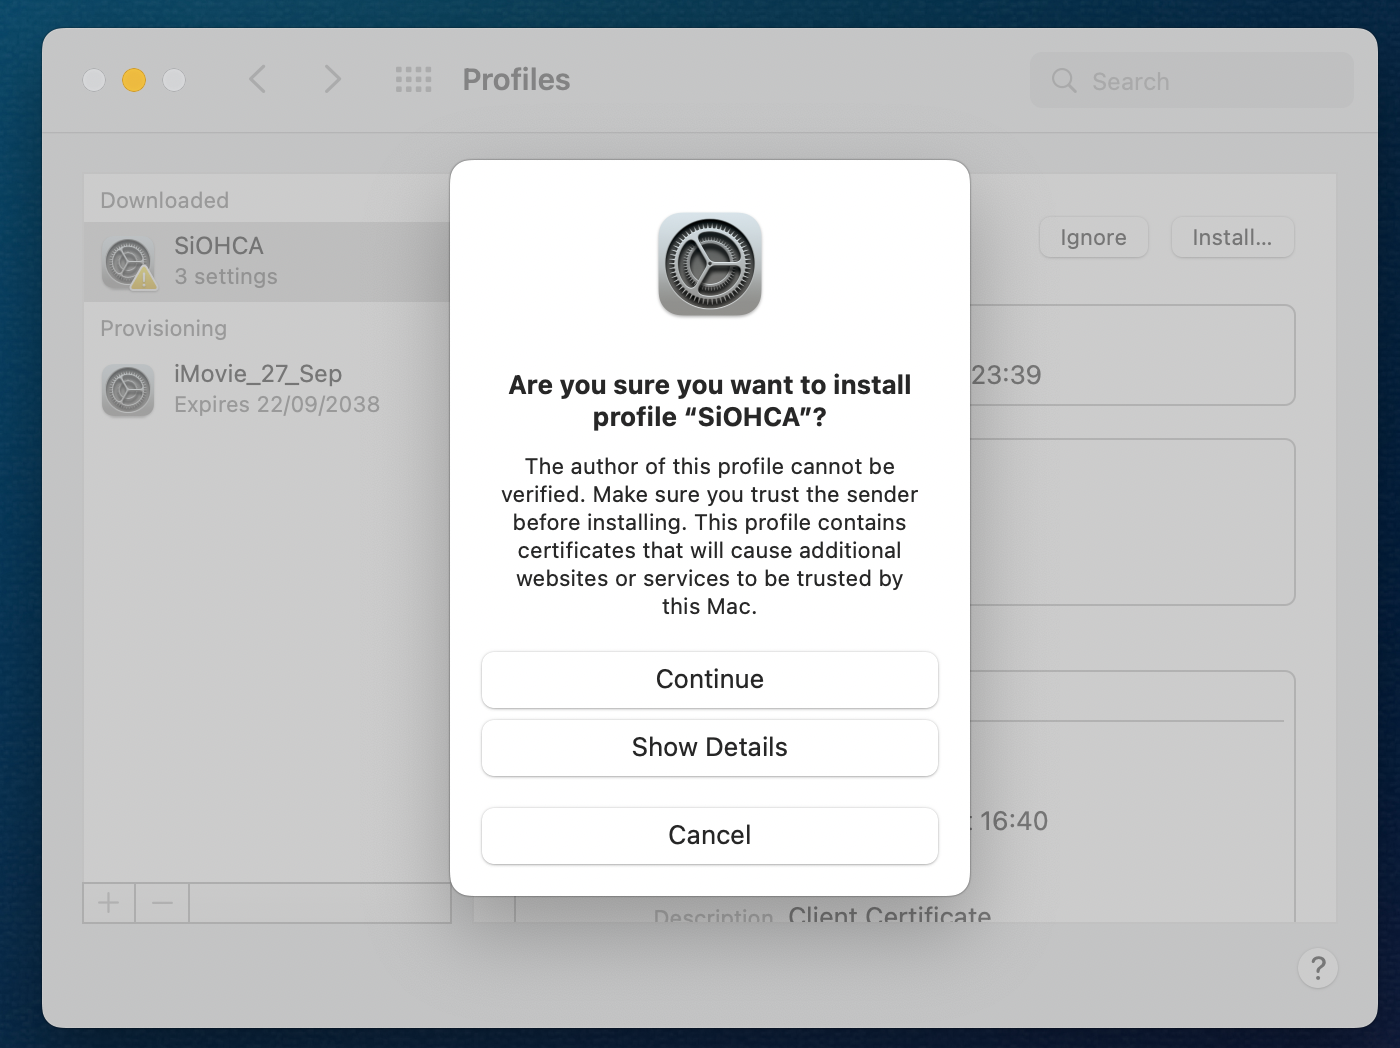 Profiles
Search
Downloaded
SiOHCA
3 settings
Provisioning
iMovie_27_Sep
Expires 22/09/2038
Ignore
Install...
23:39
Are you sure you want to install
profile “SiOHCA”?
The author of this profile cannot be
verified. Make sure you trust the sender
before installing. This profile contains
certificates that will cause additional
websites or services to be trusted by
this Mac.
Continue
Show Details
Cancel
16:40
Description Client Certificate
?